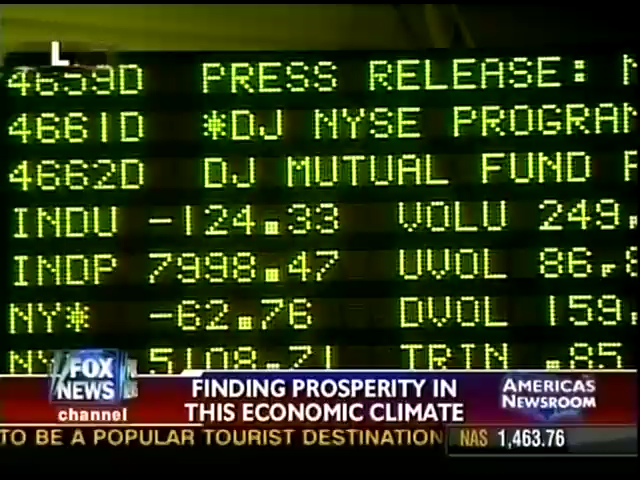 L
4659D PRESS RELEASE:
4661D *DJ NYSE PROGRAM
4662D DJ MUTUAL FUND
INDU -124.33 VOLU 249.
INDP 7998.47 UVOL 86.8
NY* -62.76 DVOL 159.
5108.71 TRIN .85
FOX NEWS channel
FINDING PROSPERITY IN
THIS ECONOMIC CLIMATE
AMERICA'S NEWSROOM
TO BE A POPULAR TOURIST DESTINATION
NAS 1,463.76